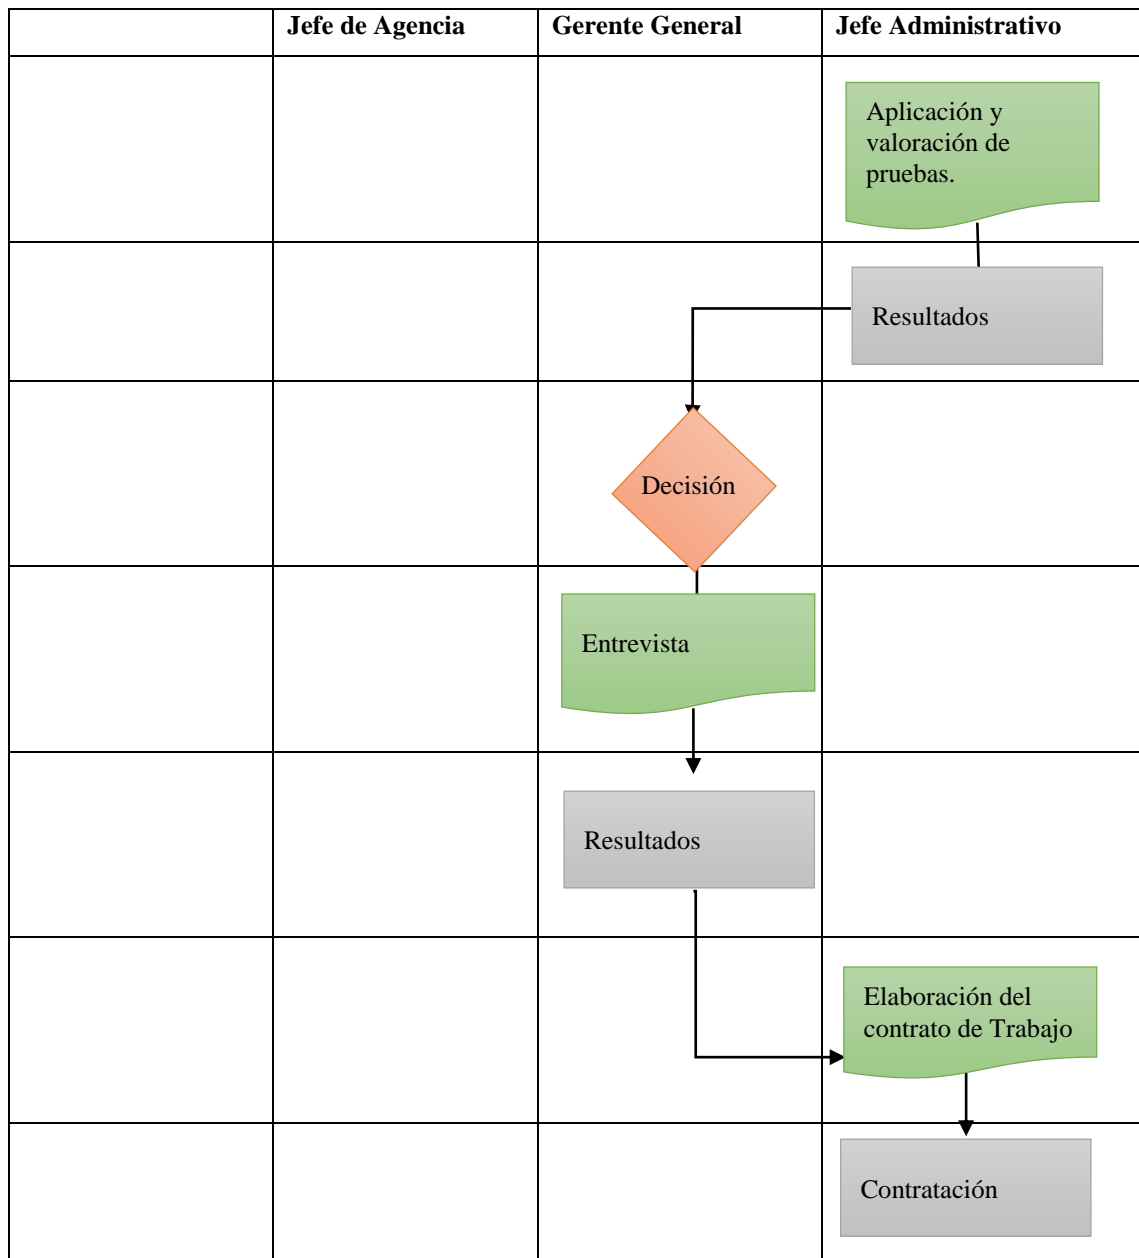 Jefe de Agencia
Gerente General
Jefe Administrativo
Aplicación y
valoración de
pruebas.
Resultados
Decisión
Entrevista
Resultados
Elaboración del
contrato de Trabajo
Contratación